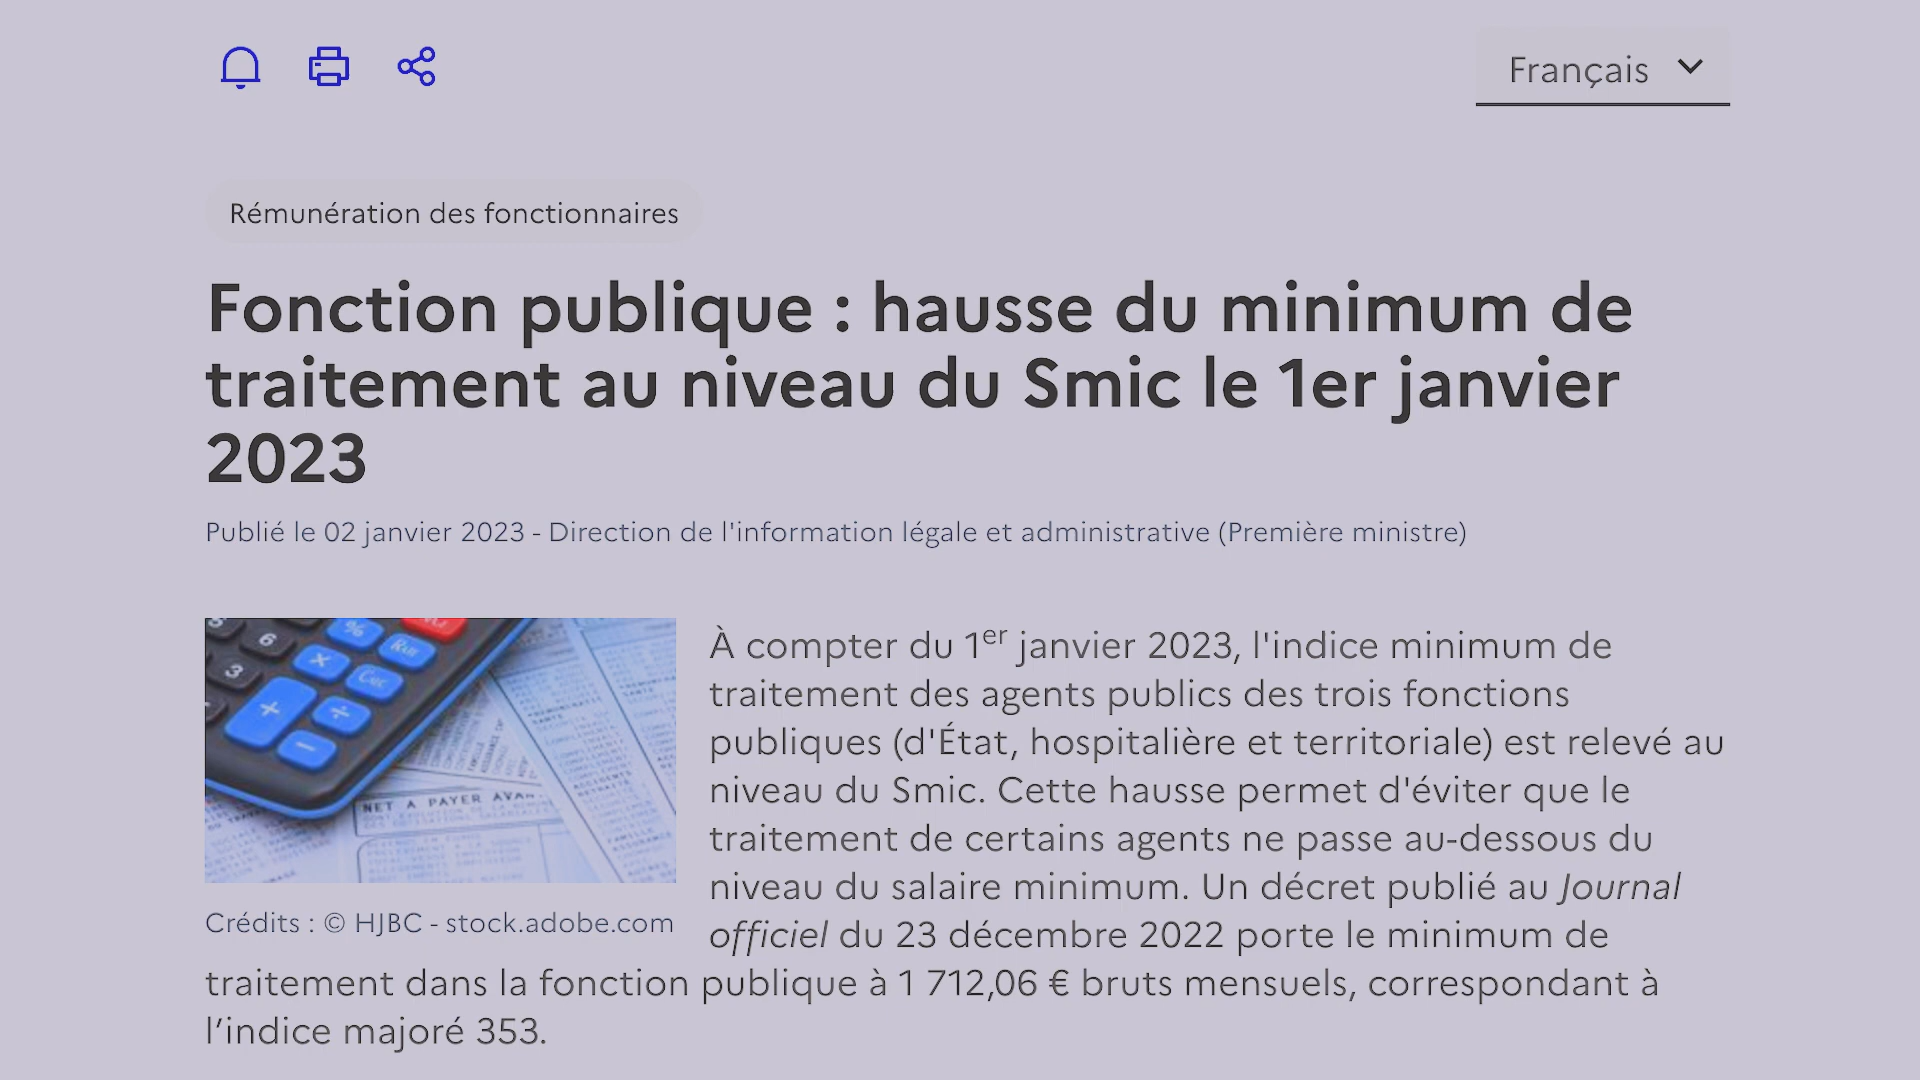 Français
Rémunération des fonctionnaires
Fonction publique : hausse du minimum de
traitement au niveau du Smic le 1er janvier
2023
Publié le 02 janvier 2023 - Direction de l'information légale et administrative (Première ministre)
6
3
%
×
+
÷
−
NET A PAYER AVAN
À compter du 1er janvier 2023, l'indice minimum de
traitement des agents publics des trois fonctions
publiques (d'État, hospitalière et territoriale) est relevé au
niveau du Smic. Cette hausse permet d'éviter que le
traitement de certains agents ne passe au-dessous du
niveau du salaire minimum. Un décret publié au Journal
officiel du 23 décembre 2022 porte le minimum de
Crédits : © HJBC - stock.adobe.com
traitement dans la fonction publique à 1 712,06 € bruts mensuels, correspondant à
l’indice majoré 353.